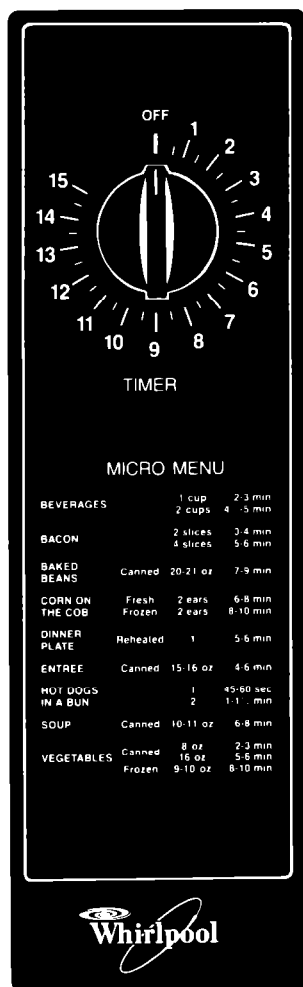 OFF
1
2
3
4
5
6
7
8
9
10
11
12
13
14
15
TIMER
MICRO MENU
BEVERAGES 1 cup 2-3 min
2 cups min
BACON 2 slices 3-4 min
4 slices 5-6 min
BAKED BEANS Canned 20-21 oz 7-9 min
CORN ON THE COB Fresh 2 ears 6-8 min
Frozen 2 ears 8-10 min
DINNER PLATE Reheated 1 5-6 min
ENTREE Canned 15-16 oz 4-6 min
HOT DOGS IN A BUN 1 45-60 sec
2 min
SOUP Canned 10-11 oz 6-8 min
VEGETABLES Canned 8 oz 2-3 min
16 oz 5-6 min
Frozen 9-10 oz 8-10 min
Whirlpool